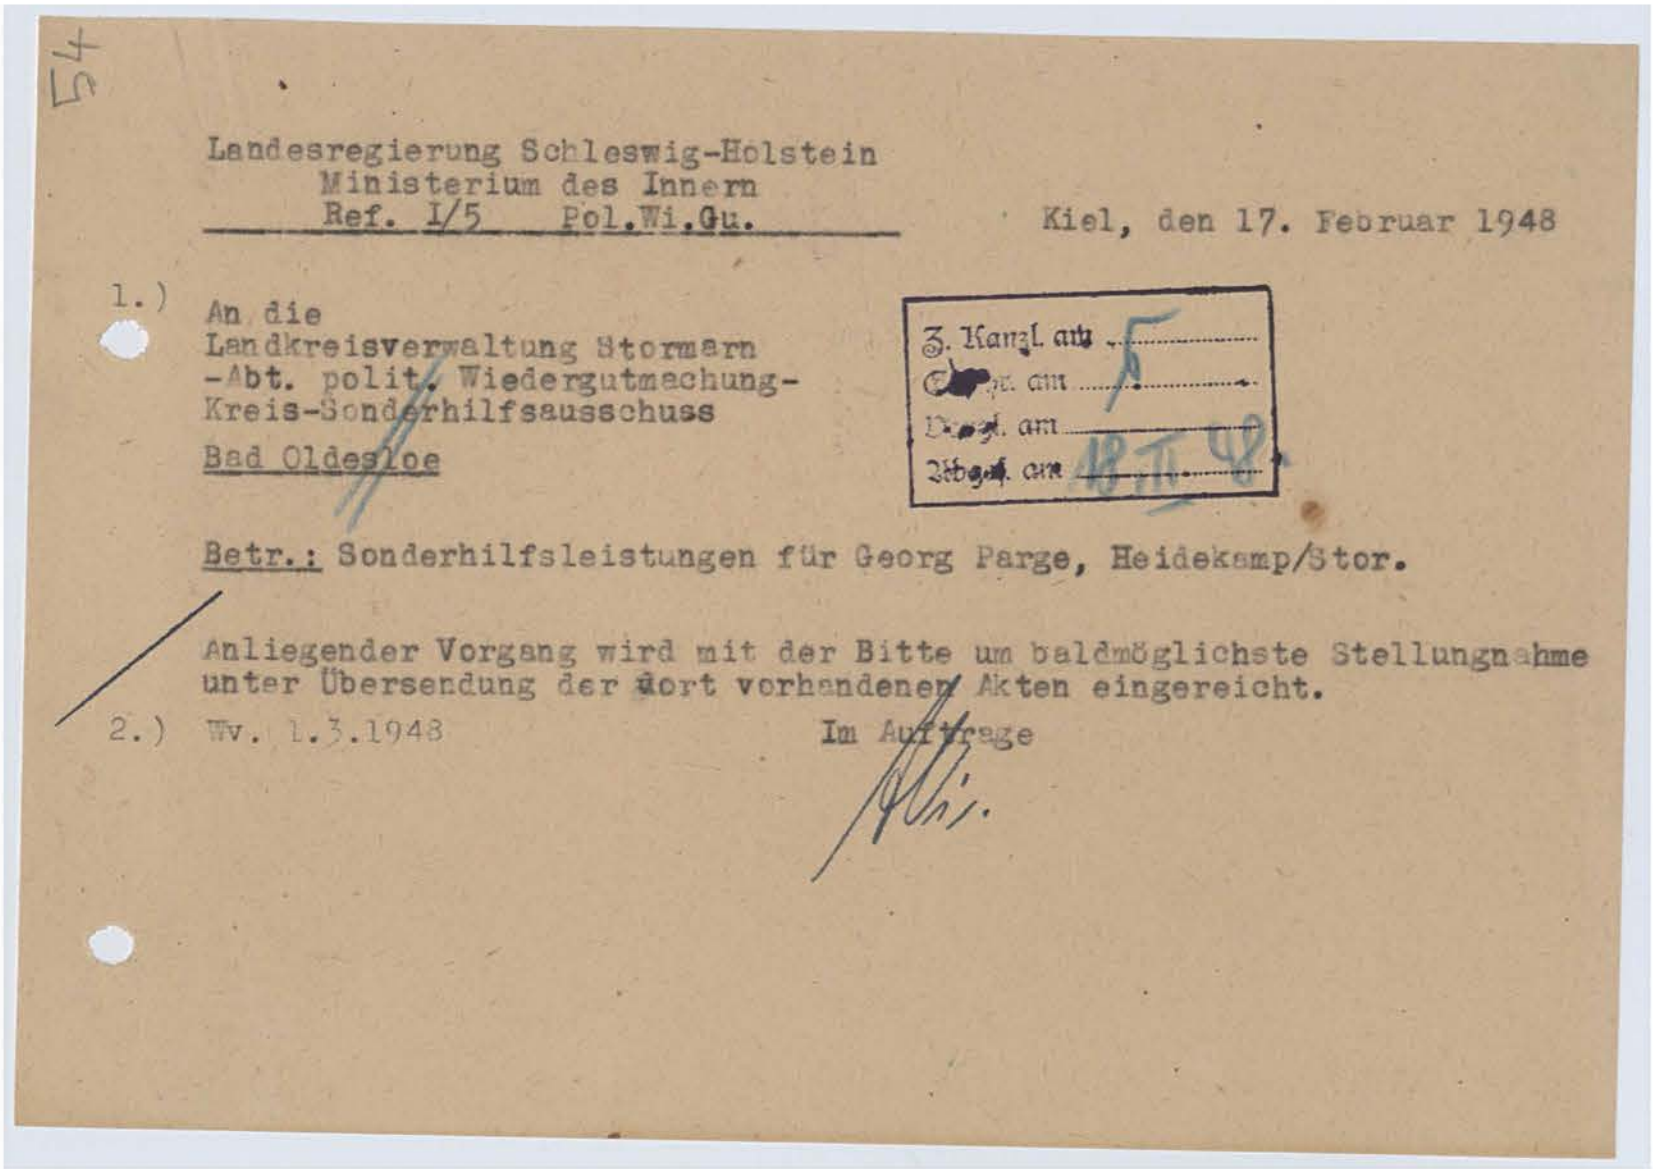 54
Landesregierung Schleswig-Holstein
Ministerium des Innern
Ref. I/5 Pol.Wi.Gu.
Kiel, den 17. Februar 1948
1.)
An die
Landkreisverwaltung Stormarn
-Abt. polit. Wiedergutmachung-
Kreis-Sonderhilfsausschuss
Bad Oldesloe
Z. Kanzl. am
am
am
am 18. II 48.
Betr.: Sonderhilfsleistungen für Georg Parge, Heidekamp/Stor.
Anliegender Vorgang wird mit der Bitte um baldmöglichste Stellungnahme
unter Übersendung der dort vorhandenen Akten eingereicht.
2.) Wv. 1.3.1948
Im Auftrage